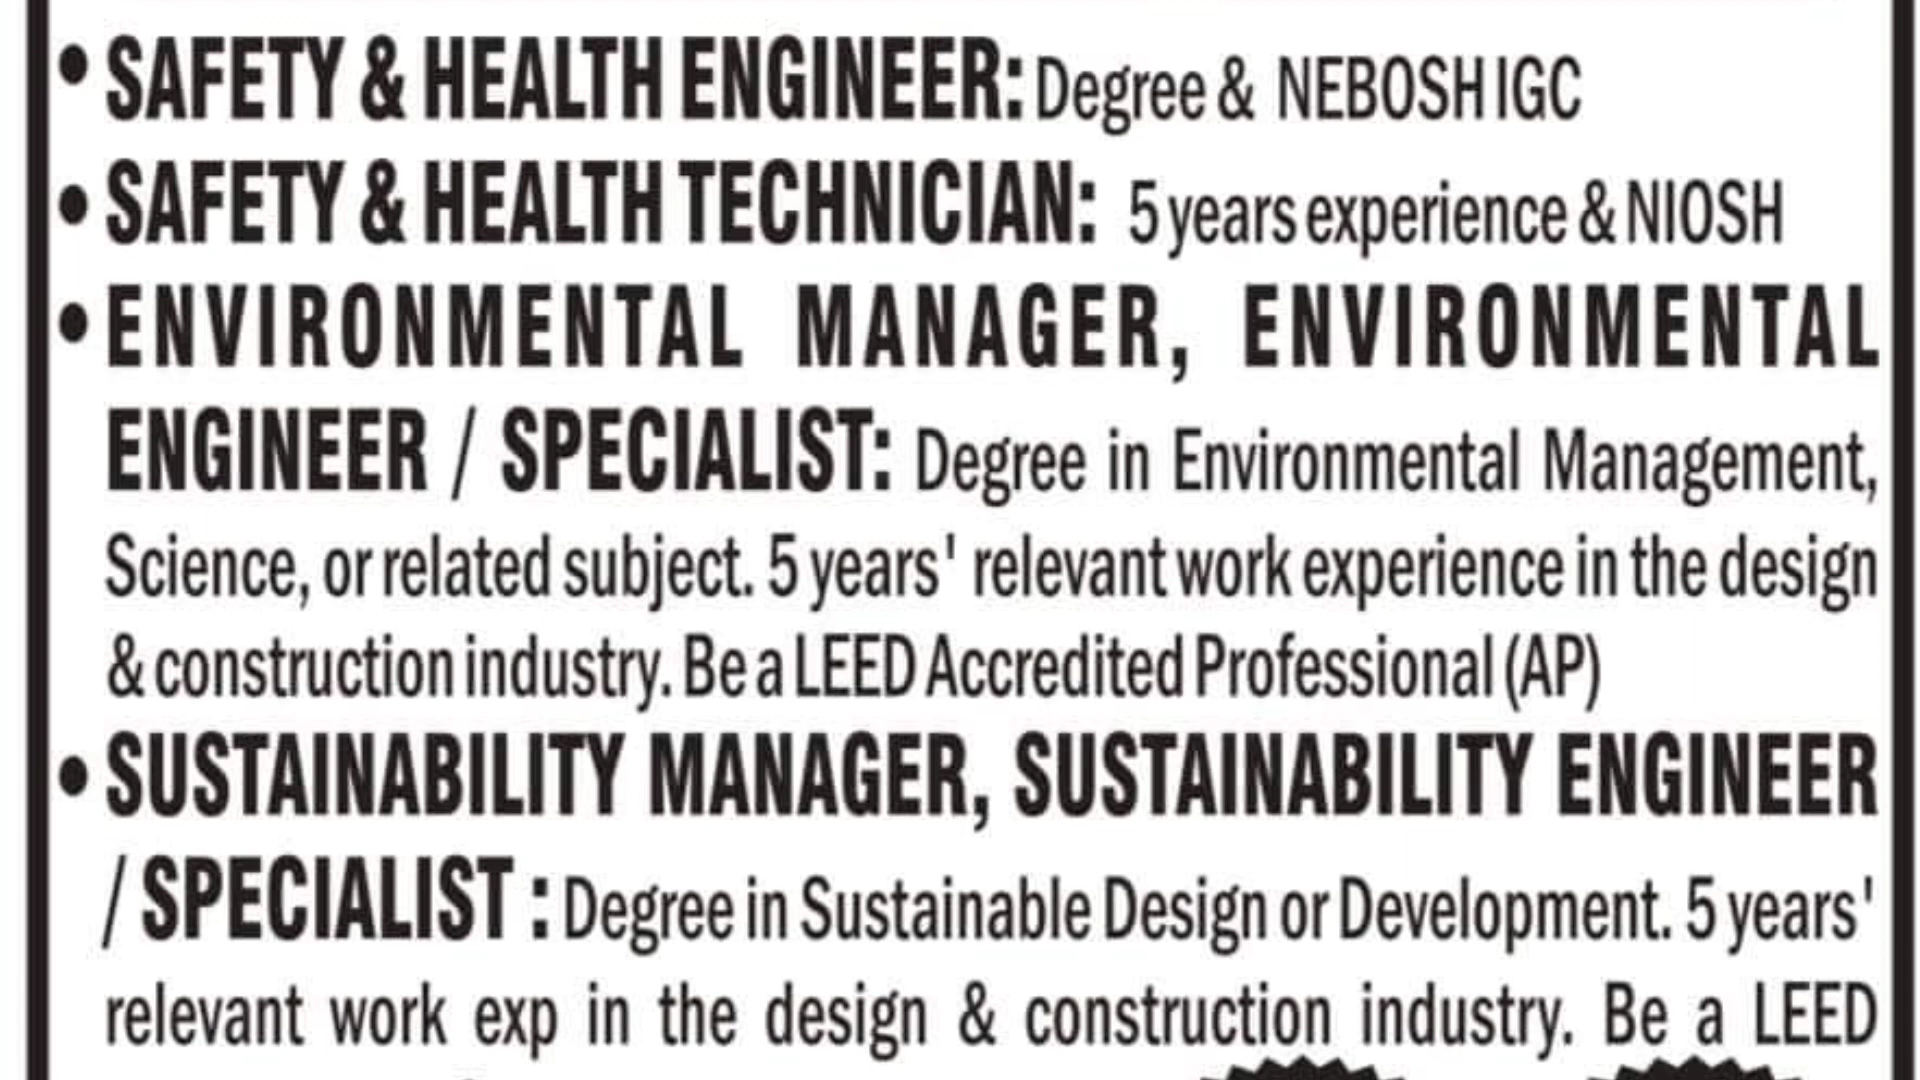 • SAFETY & HEALTH ENGINEER: Degree & NEBOSH IGC
• SAFETY & HEALTH TECHNICIAN: 5 years experience & NIOSH
• ENVIRONMENTAL MANAGER, ENVIRONMENTAL
ENGINEER / SPECIALIST: Degree in Environmental Management,
Science, or related subject. 5 years' relevant work experience in the design
& construction industry. Be a LEED Accredited Professional (AP)
• SUSTAINABILITY MANAGER, SUSTAINABILITY ENGINEER
/ SPECIALIST : Degree in Sustainable Design or Development. 5 years'
relevant work exp in the design & construction industry. Be a LEED